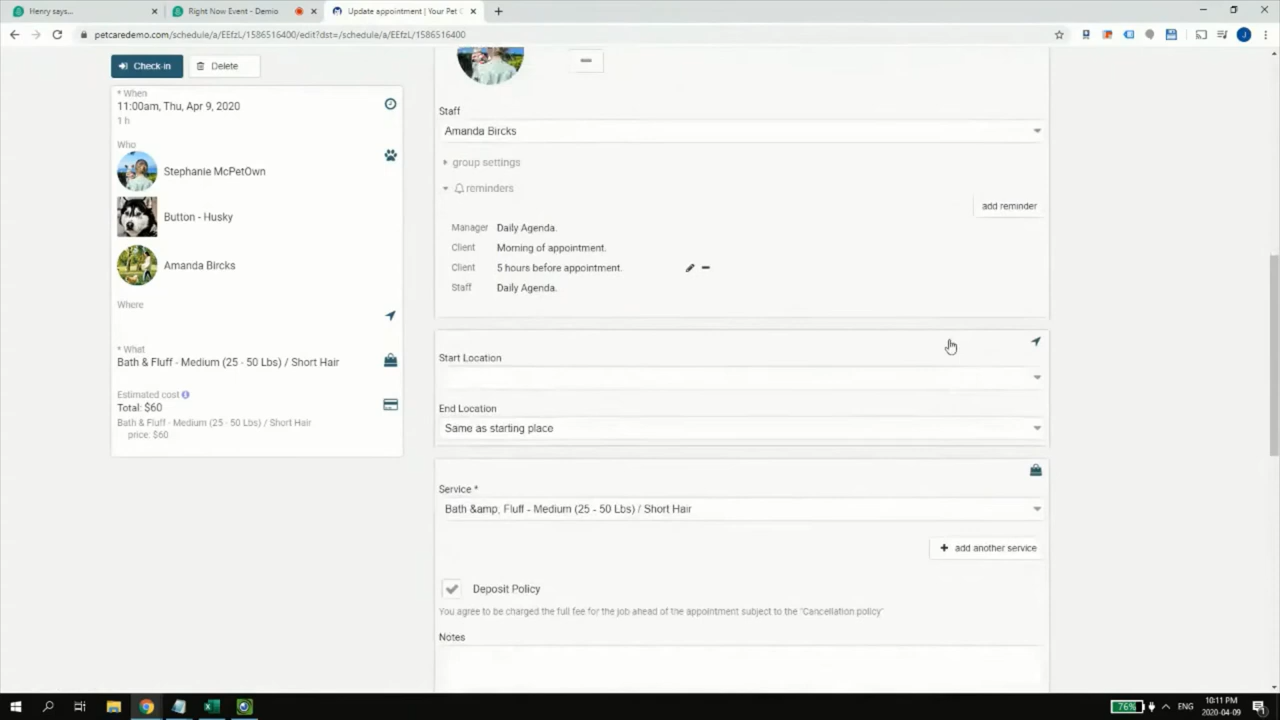 Henry says...
Right Now Event - Demio
Update appointment | Your Pet C
petcaredemo.com/schedule/a/EEfzL/1586516400/edit?dst=/schedule/a/EEfzL/1586516400
J
Check-in
Delete
* When
11:00am, Thu, Apr 9, 2020
1 h
Who
Stephanie McPetOwn
Button - Husky
Amanda Bircks
Where
* What
Bath & Fluff - Medium (25 - 50 Lbs) / Short Hair
Estimated cost
Total: $60
Bath & Fluff - Medium (25 - 50 Lbs) / Short Hair
price: $60
Staff
Amanda Bircks
group settings
reminders
add reminder
Manager Daily Agenda.
Client Morning of appointment.
Client 5 hours before appointment.
Staff Daily Agenda.
Start Location
End Location
Same as starting place
Service *
Bath &amp; Fluff - Medium (25 - 50 Lbs) / Short Hair
+ add another service
Deposit Policy
You agree to be charged the full fee for the job ahead of the appointment subject to the "Cancellation policy"
Notes
76%
ENG
10:11 PM
2020-04-09
1